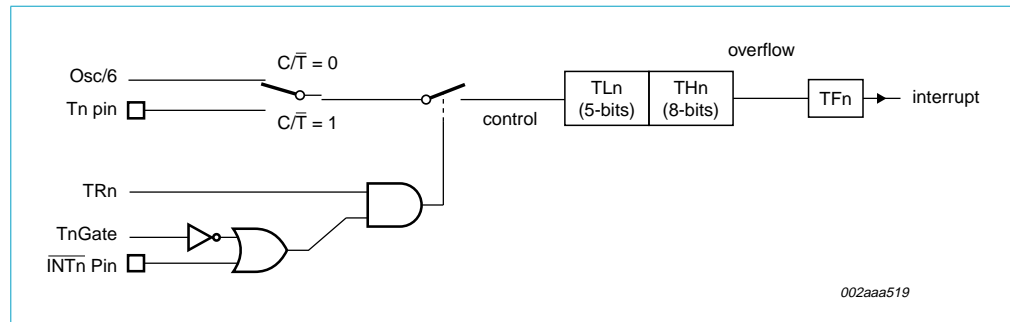 overflow
C/T̅ = 0
Osc/6
Tn pin
C/T̅ = 1
control
TLn
(5-bits)
THn
(8-bits)
TFn
interrupt
TRn
TnGate
I̅N̅T̅n̅ Pin
002aaa519